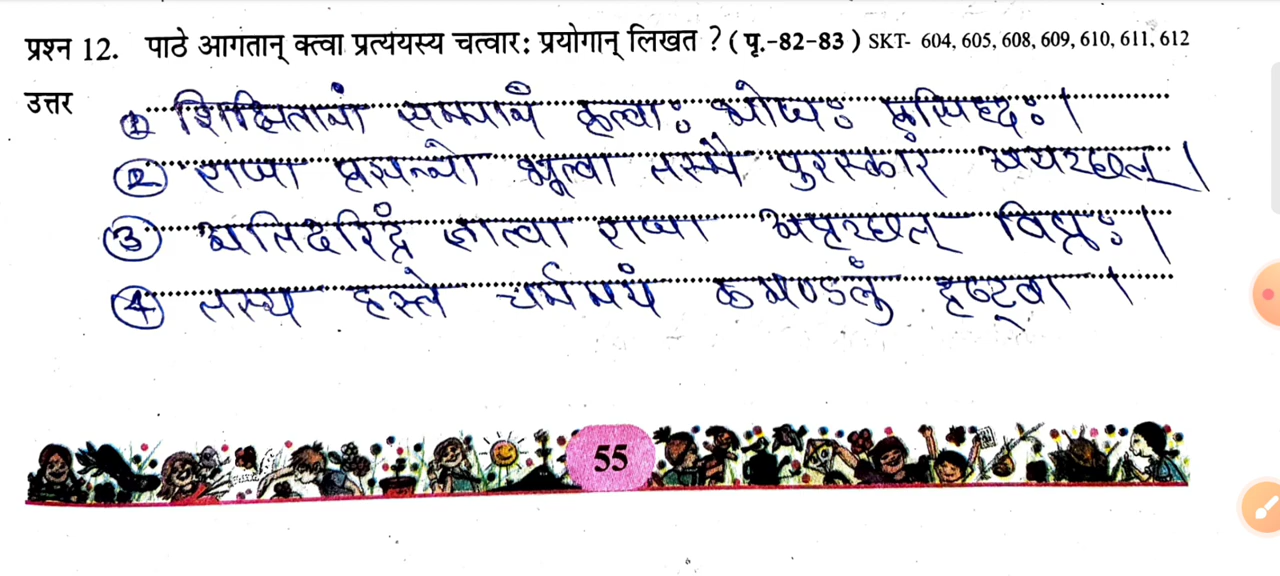 प्रश्न 12. पाठे आगतान् क्त्वा प्रत्ययस्य चत्वार: प्रयोगान् लिखत ? ( पृ.-82-83 ) SKT- 604, 605, 608, 609, 610, 611, 612
उत्तर
① शिक्षितानां सम्मानं कृत्वा: भोज: प्रसिद्ध: ।
② राजा प्रसन्नो भूत्वा तस्मै पुरस्कारं अयच्छत् ।
③ अतिदरिद्रं ज्ञात्वा राजा अपृच्छत् विप्र: ।
④ तस्य हस्ते चर्ममयं कमण्डलुं दृष्ट्वा ।
55